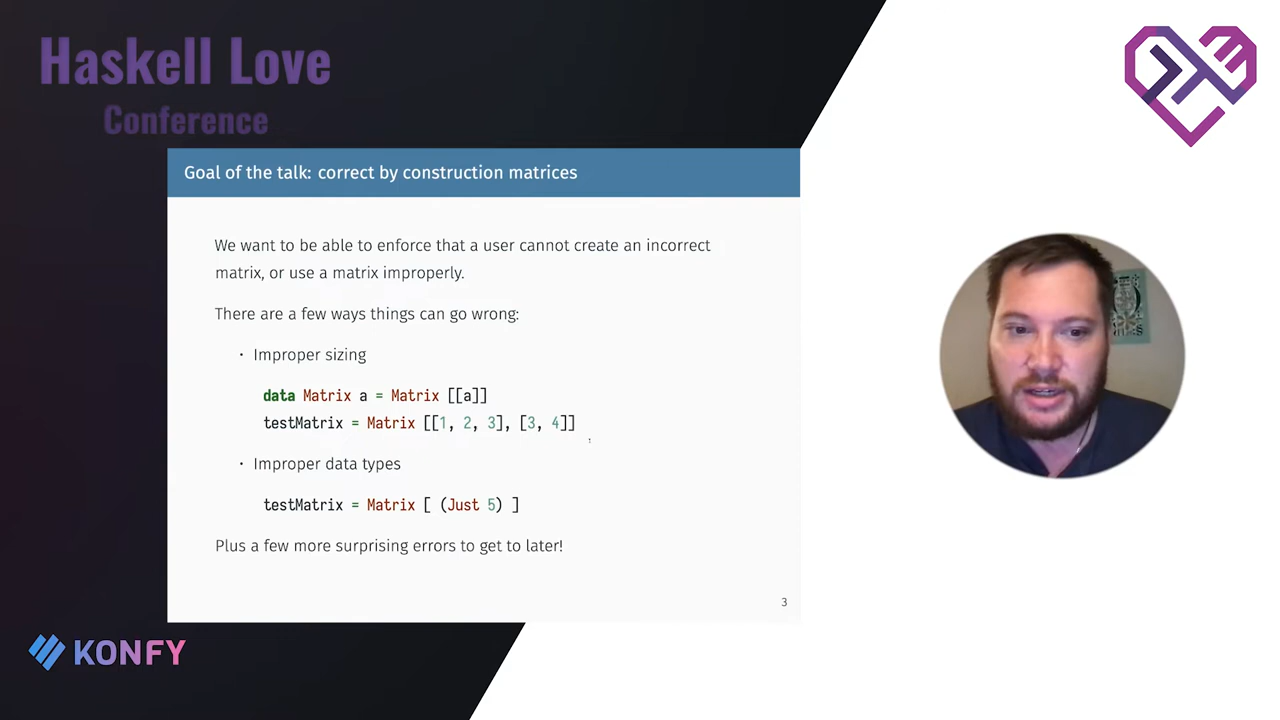 Haskell Love
Conference
Goal of the talk: correct by construction matrices
We want to be able to enforce that a user cannot create an incorrect
matrix, or use a matrix improperly.
There are a few ways things can go wrong:
· Improper sizing
data Matrix a = Matrix [[a]]
testMatrix = Matrix [[1, 2, 3], [3, 4]]
· Improper data types
testMatrix = Matrix [ (Just 5) ]
Plus a few more surprising errors to get to later!
3
KONFY